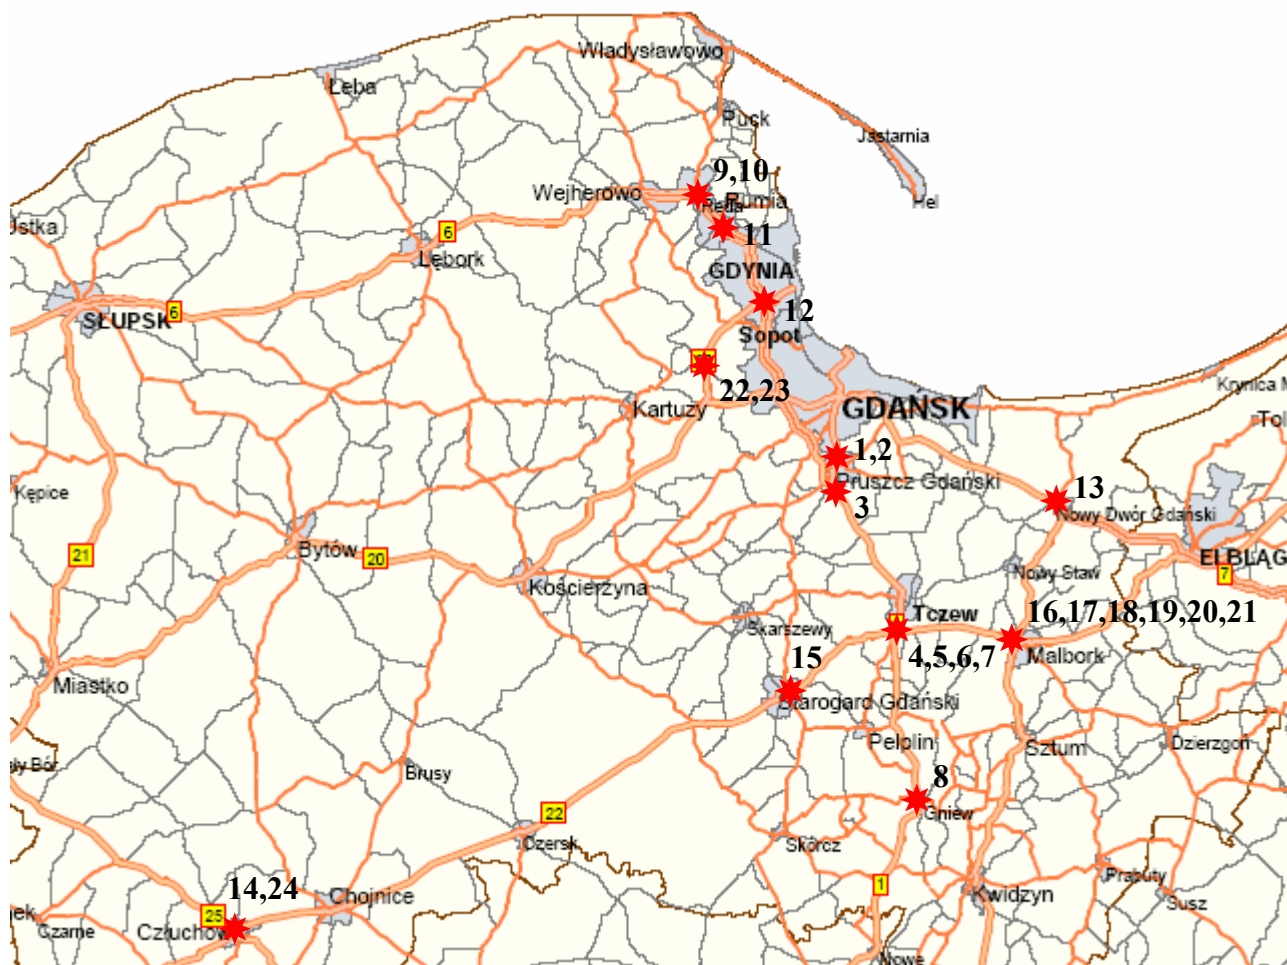 Władysławowo
Łeba
Puck
Jastarnia
9,10
Wejherowo
Rumia
Reda
Hel
Ustka
6
11
Lębork
GDYNIA
6
12
SŁUPSK
Sopot
22,23
Krynica M
Kartuzy
GDAŃSK
Tol
1,2
Pruszcz Gdański
Kępice
13
3
Nowy Dwór Gdański
Bytów
21
20
ELBLĄG
Nowy Staw
7
Kościerzyna
Tczew
16,17,18,19,20,21
Skarszewy
4,5,6,7
Malbork
15
Miastko
Starogard Gdański
Pelplin
Sztum
Dzierzgoń
ały Bór
Brusy
8
22
Gniew
Czersk
Skórcz
Prabuty
14,24
Chojnice
1
Kwidzyn
Susz
25
nek
Czarne
Człuchów
Nowe